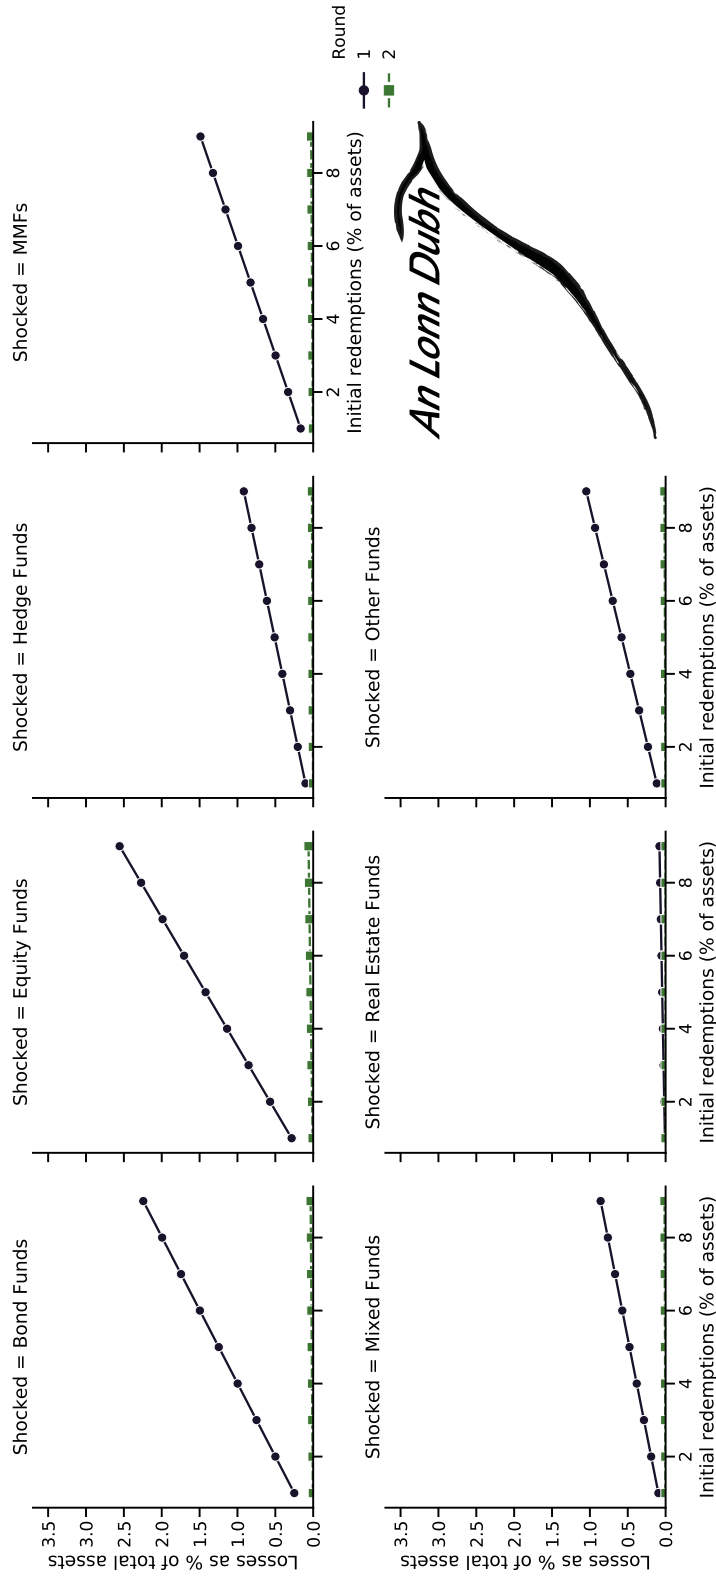 Shocked = Bond Funds
Shocked = Equity Funds
Shocked = Hedge Funds
Shocked = MMFs
Round
1
2
Losses as % of total assets
3.5
3.0
2.5
2.0
1.5
1.0
0.5
0.0
2 4 6 8
Initial redemptions (% of assets)
An Lonn Dubh
Shocked = Mixed Funds
Shocked = Real Estate Funds
Shocked = Other Funds
Losses as % of total assets
3.5
3.0
2.5
2.0
1.5
1.0
0.5
0.0
2 4 6 8
2 4 6 8
2 4 6 8
Initial redemptions (% of assets)
Initial redemptions (% of assets)
Initial redemptions (% of assets)